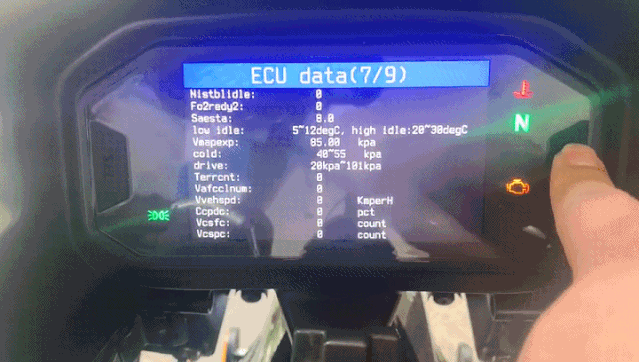 ECU data(7/9)
Nistblidle: 0
Fo2redy2: 0
Saesta: 8.0
low idle: 5~12degC, high idle:20~30degC
Vmapexp: 85.00 kpa
cold: 40~55 kpa
drive: 20kpa~101kpa
Terrcnt: 0
Vafcclnum: 0
Vvehspd: 0 KmperH
Ccpdc: 0 pct
Vcsfc: 0 count
Vcspc: 0 count
N